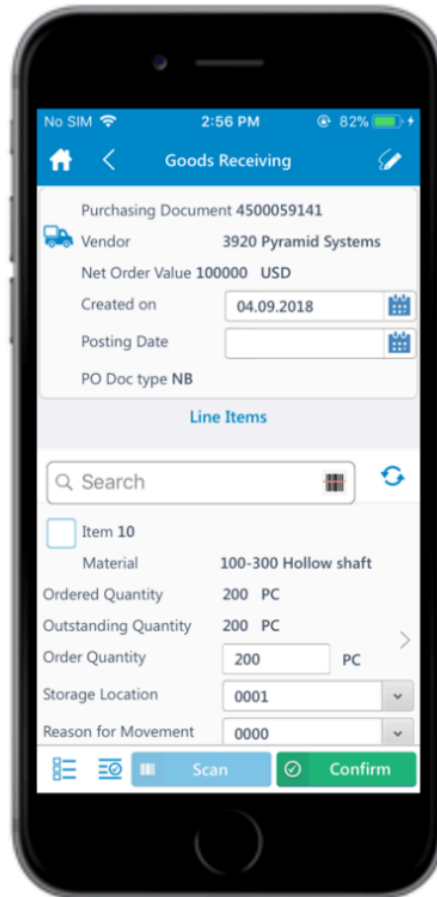 No SIM 2:56 PM 82%
Goods Receiving
Purchasing Document 4500059141
Vendor 3920 Pyramid Systems
Net Order Value 100000 USD
Created on 04.09.2018
Posting Date
PO Doc type NB
Line Items
Search
Item 10
Material 100-300 Hollow shaft
Ordered Quantity 200 PC
Outstanding Quantity 200 PC
Order Quantity 200 PC
Storage Location 0001
Reason for Movement 0000
Scan Confirm